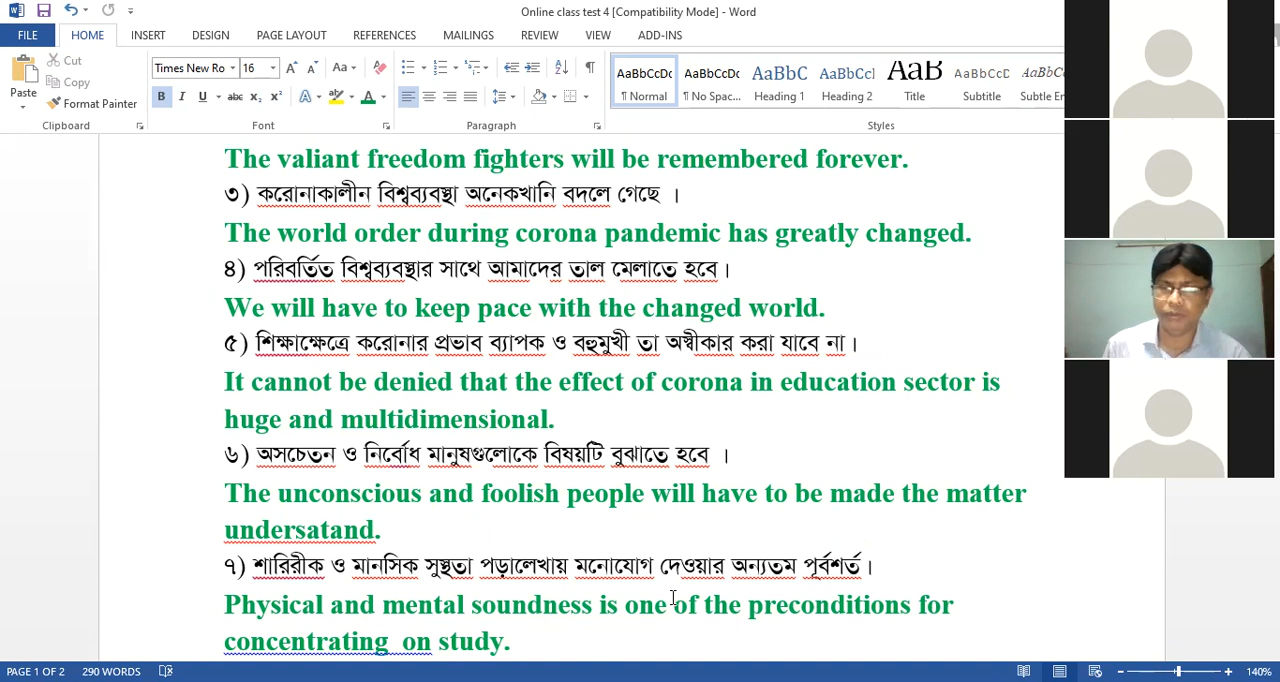 Online class test 4 [Compatibility Mode] - Word
FILE HOME INSERT DESIGN PAGE LAYOUT REFERENCES MAILINGS REVIEW VIEW ADD-INS
Cut
Copy
Format Painter
Paste
Clipboard
Times New Ro 16
Font
Paragraph
AaBbCcDc AaBbCcDc AaBbC AaBbCcI AaB AaBbCcD AaBbC
¶ Normal ¶ No Spac... Heading 1 Heading 2 Title Subtitle Subtle Em
Styles
The valiant freedom fighters will be remembered forever.
৩) করোনাকালীন বিশ্বব্যবস্থা অনেকখানি বদলে গেছে ।
The world order during corona pandemic has greatly changed.
৪) পরিবর্তিত বিশ্বব্যবস্থার সাথে আমাদের তাল মেলাতে হবে।
We will have to keep pace with the changed world.
৫) শিক্ষাক্ষেত্রে করোনার প্রভাব ব্যাপক ও বহুমুখী তা অস্বীকার করা যাবে না।
It cannot be denied that the effect of corona in education sector is
huge and multidimensional.
৬) অসচেতন ও নির্বোধ মানুষগুলোকে বিষয়টি বুঝাতে হবে ।
The unconscious and foolish people will have to be made the matter
undersatand.
৭) শারিরীক ও মানসিক সুস্থতা পড়ালেখায় মনোযোগ দেওয়ার অন্যতম পূর্বশর্ত।
Physical and mental soundness is one of the preconditions for
concentrating on study.
PAGE 1 OF 2 290 WORDS 140%